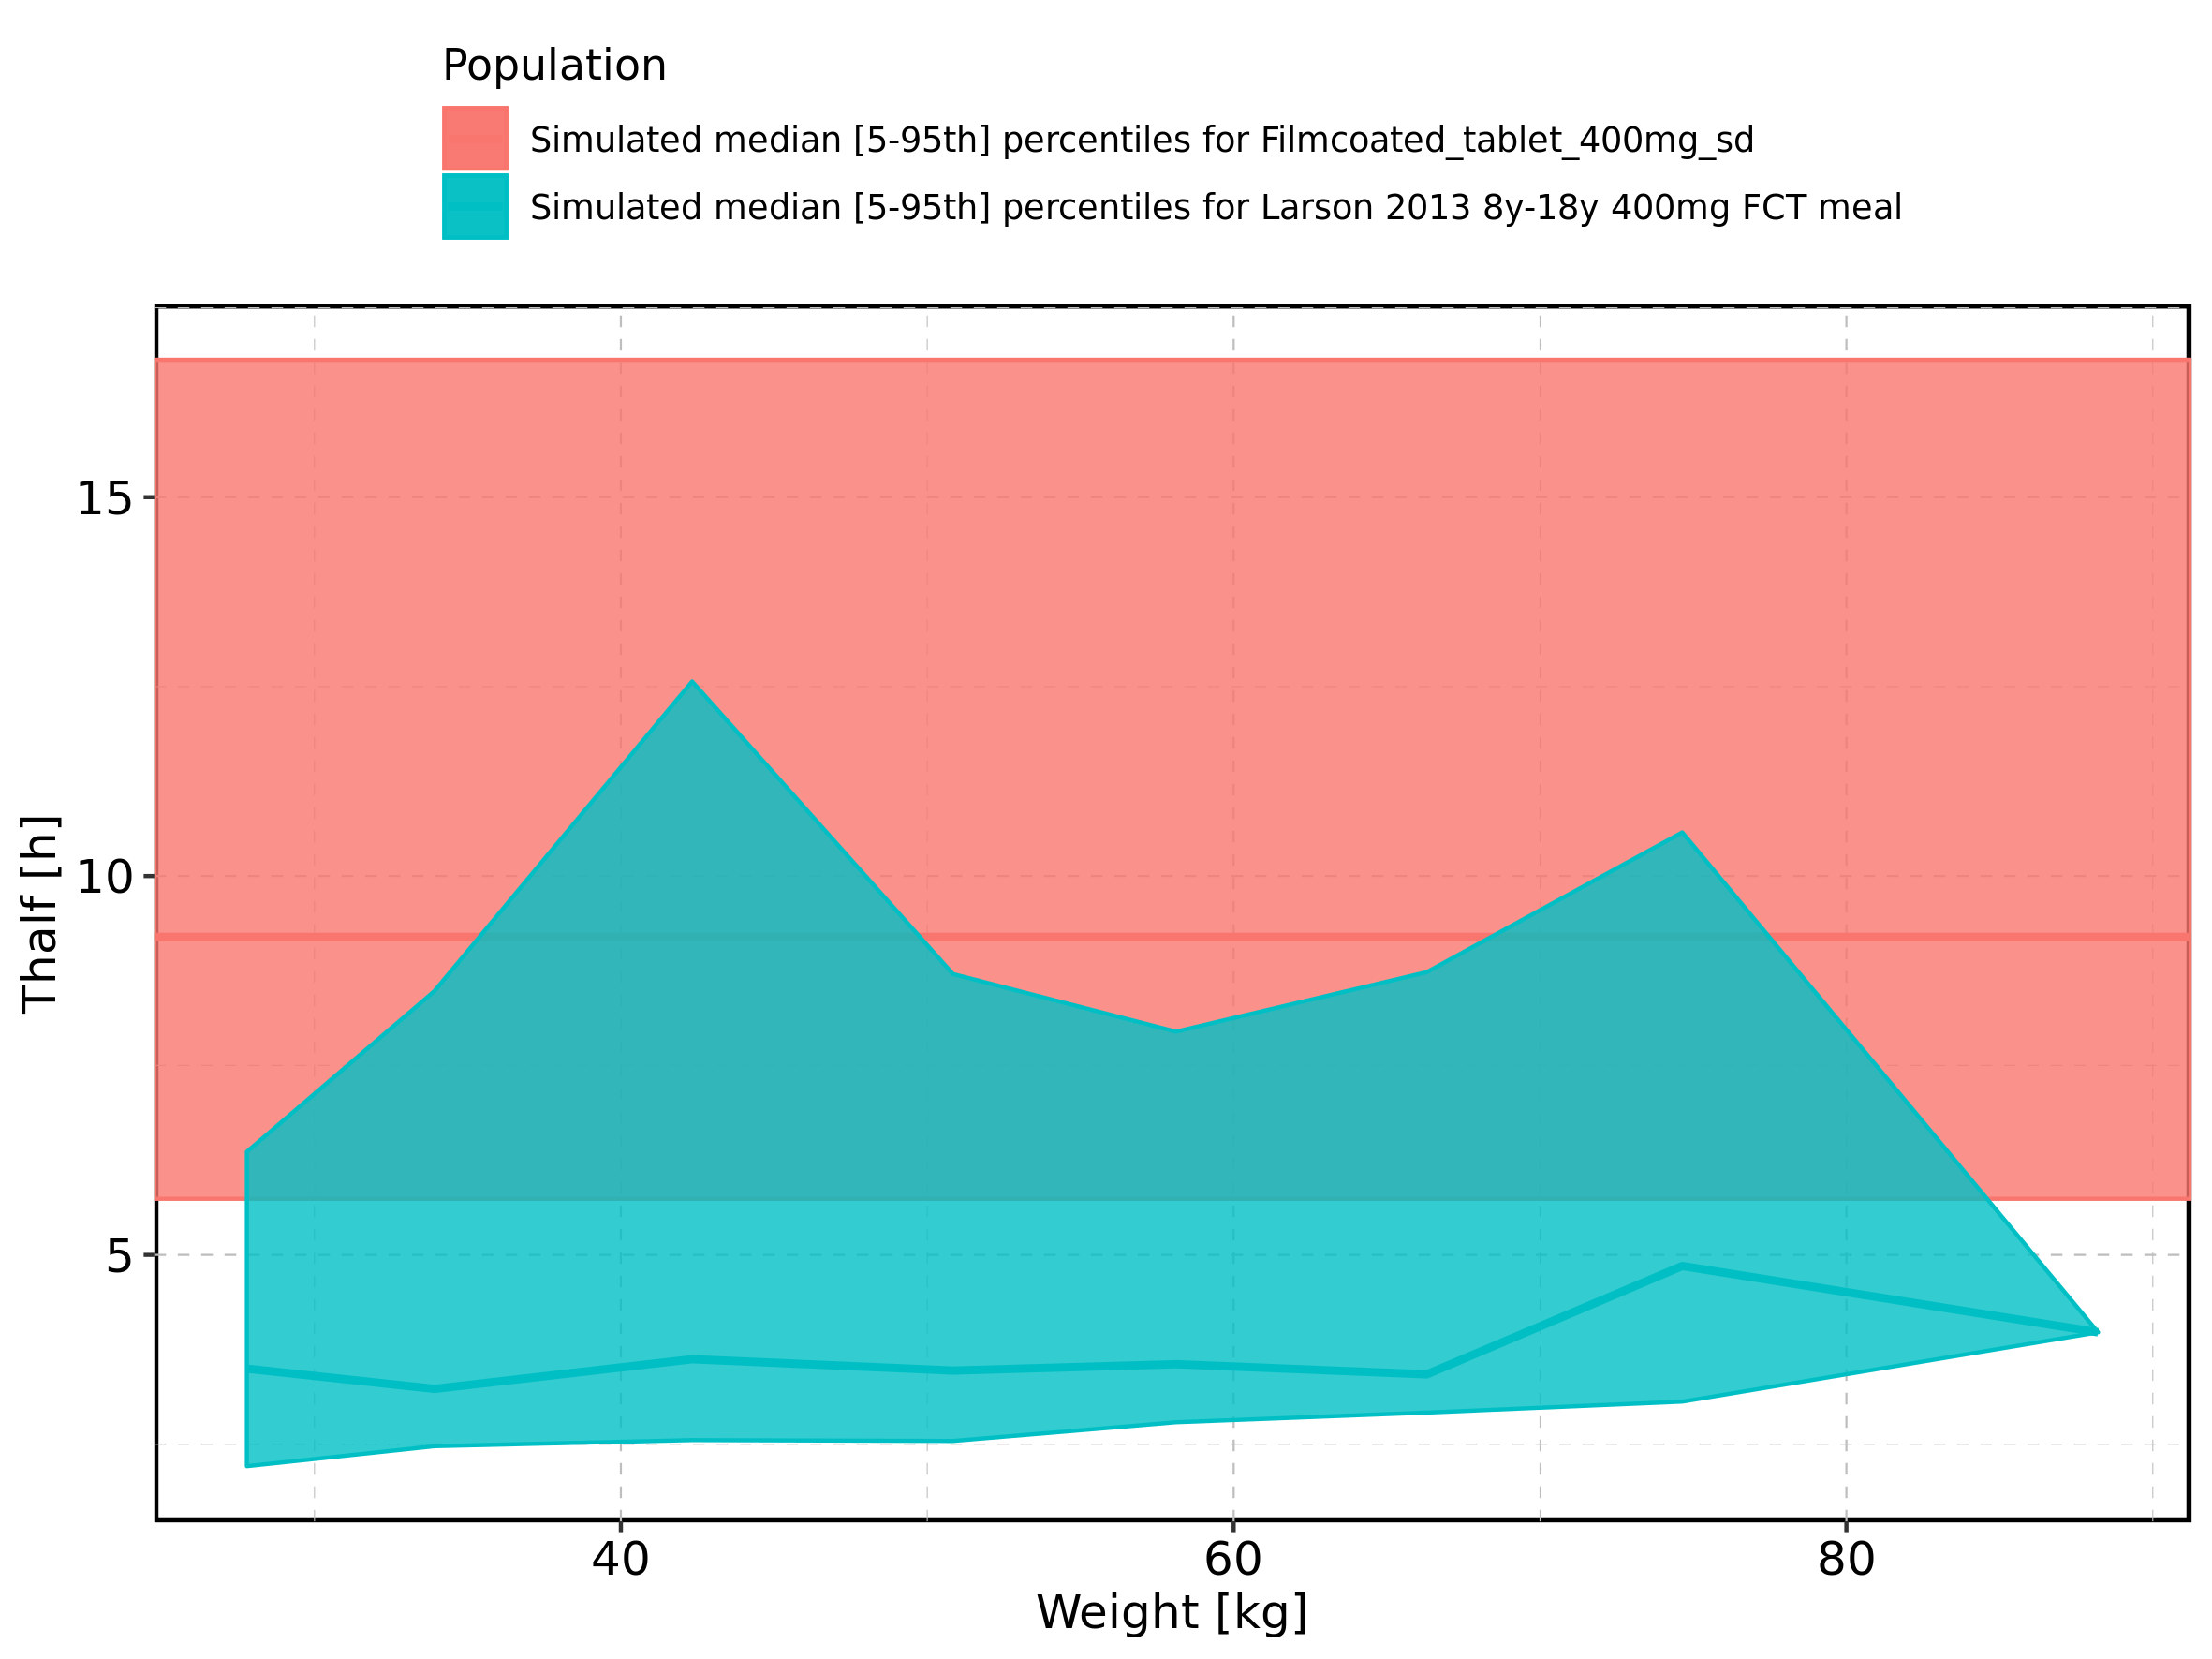 Population
Simulated median [5-95th] percentiles for Filmcoated_tablet_400mg_sd
Simulated median [5-95th] percentiles for Larson 2013 8y-18y 400mg FCT meal
15
10
5
Thalf [h]
40 60 80
Weight [kg]